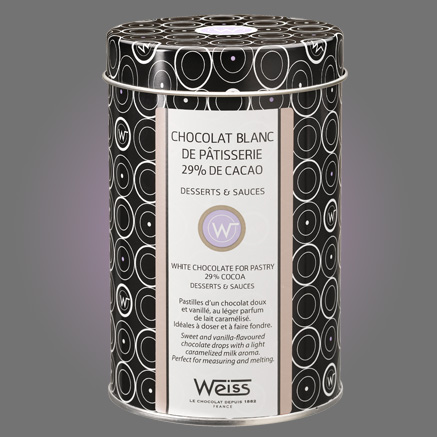 CHOCOLAT BLANC
DE PÂTISSERIE
29% DE CACAO
DESSERTS & SAUCES
W
WHITE CHOCOLATE FOR PASTRY
29% COCOA
DESSERTS & SAUCES
Pastilles d'un chocolat doux
et vanillé, au léger parfum
de lait caramélisé.
Idéales à doser et à faire fondre.
Sweet and vanilla-flavoured
chocolate drops with a light
caramelized milk aroma.
Perfect for measuring and melting.
Weiss
LE CHOCOLAT DEPUIS 1882
FRANCE